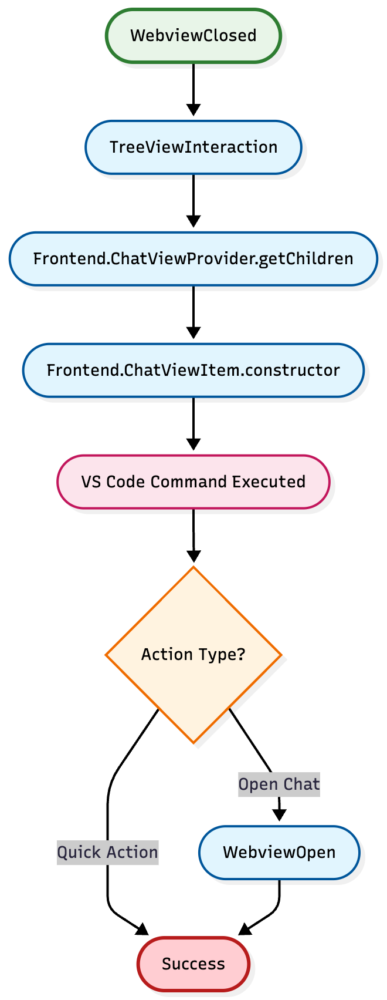 WebviewClosed
TreeViewInteraction
Frontend.ChatViewProvider.getChildren
Frontend.ChatViewItem.constructor
VS Code Command Executed
Action Type?
Open Chat
Quick Action
WebviewOpen
Success